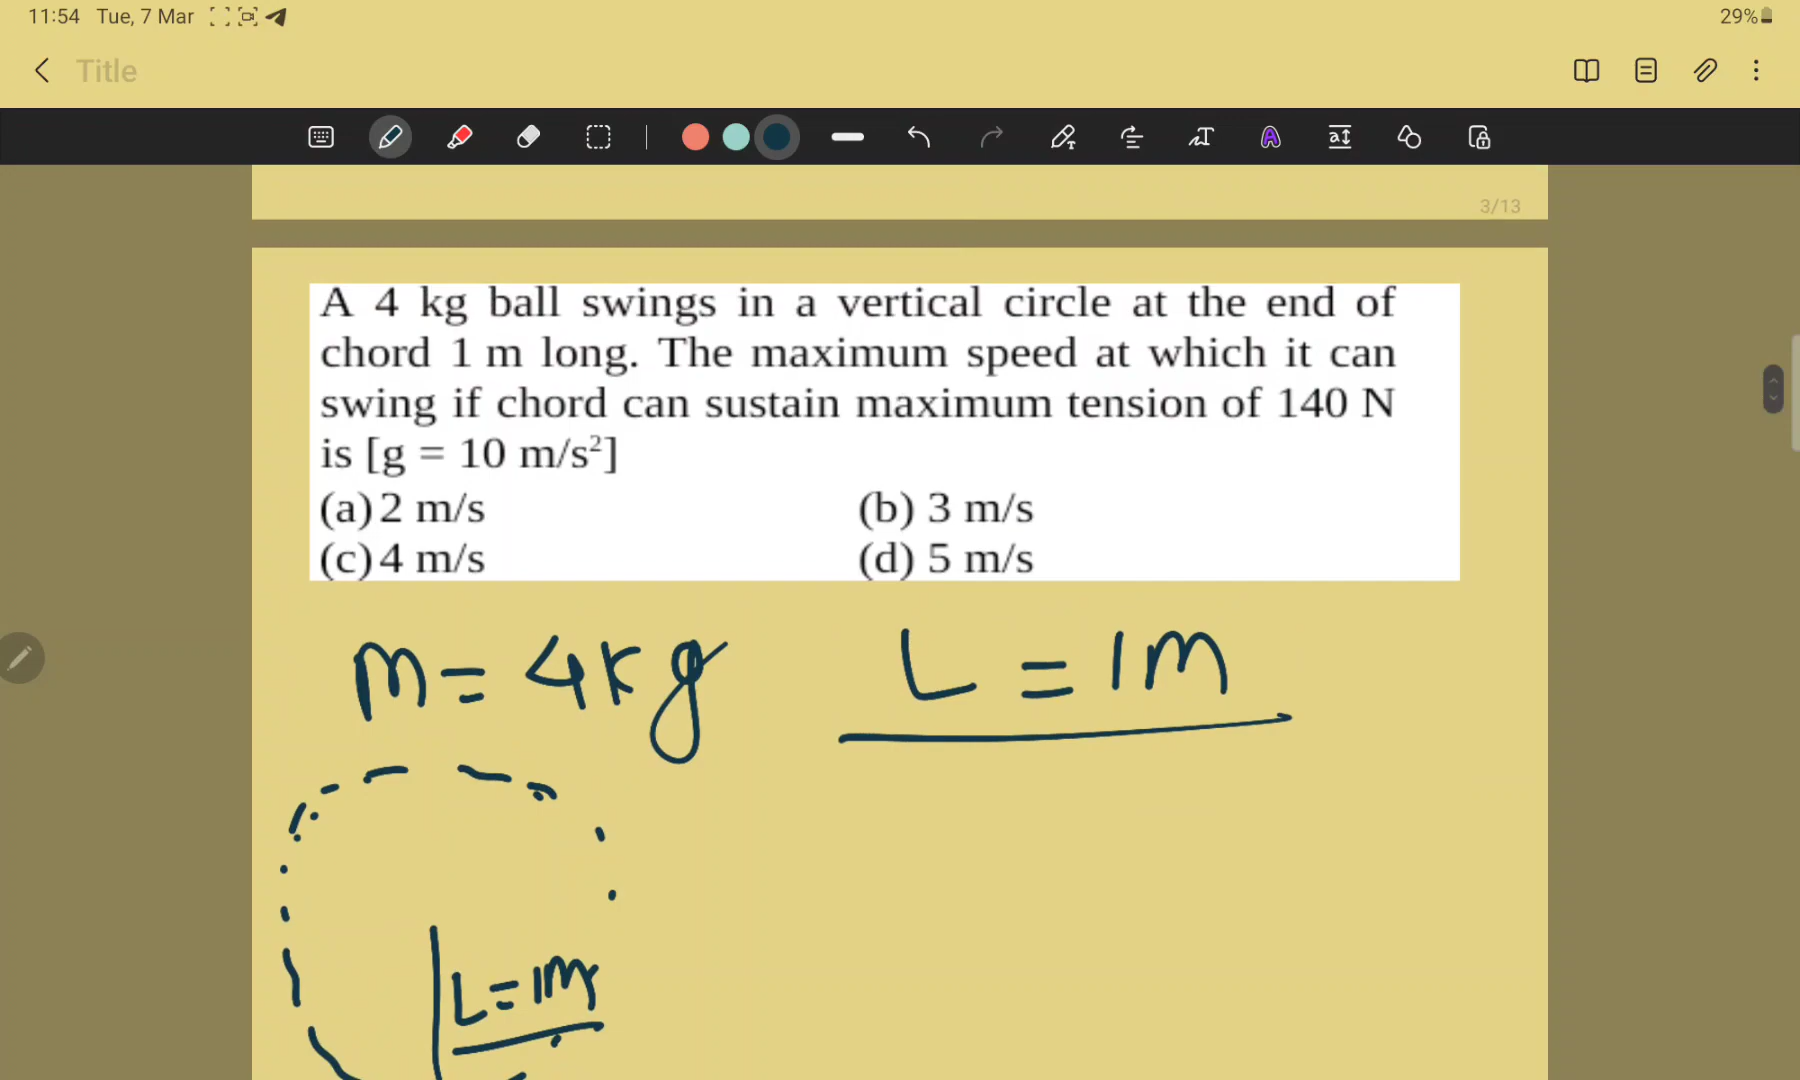 11:54 Tue, 7 Mar
29%
Title
3/13
A 4 kg ball swings in a vertical circle at the end of
chord 1 m long. The maximum speed at which it can
swing if chord can sustain maximum tension of 140 N
is [g = 10 m/s²]
(a) 2 m/s (b) 3 m/s
(c) 4 m/s (d) 5 m/s
m = 4kg L = 1m
L = 1m